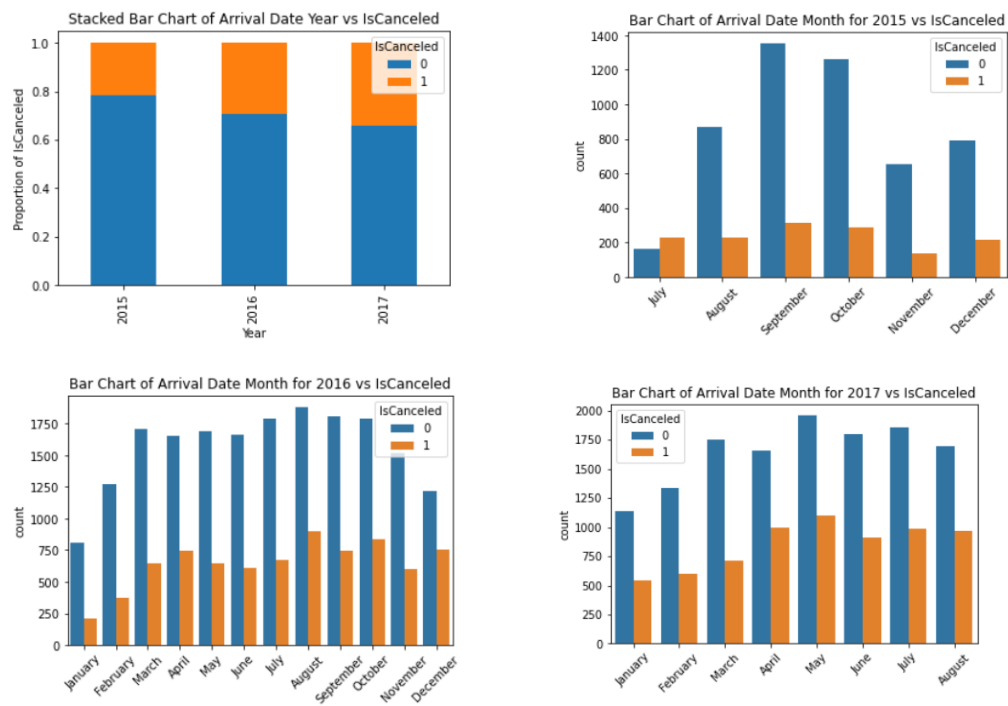 Stacked Bar Chart of Arrival Date Year vs IsCanceled
Proportion of IsCanceled
1.0
0.8
0.6
0.4
0.2
0.0
IsCanceled
0
1
2015
2016
2017
Year
Bar Chart of Arrival Date Month for 2015 vs IsCanceled
count
1400
1200
1000
800
600
400
200
0
IsCanceled
0
1
July
August
September
October
November
December
Bar Chart of Arrival Date Month for 2016 vs IsCanceled
count
1750
1500
1250
1000
750
500
250
0
IsCanceled
0
1
January
February
March
April
May
June
July
August
September
October
November
December
Bar Chart of Arrival Date Month for 2017 vs IsCanceled
count
2000
1750
1500
1250
1000
750
500
250
0
IsCanceled
0
1
January
February
March
April
May
June
July
August